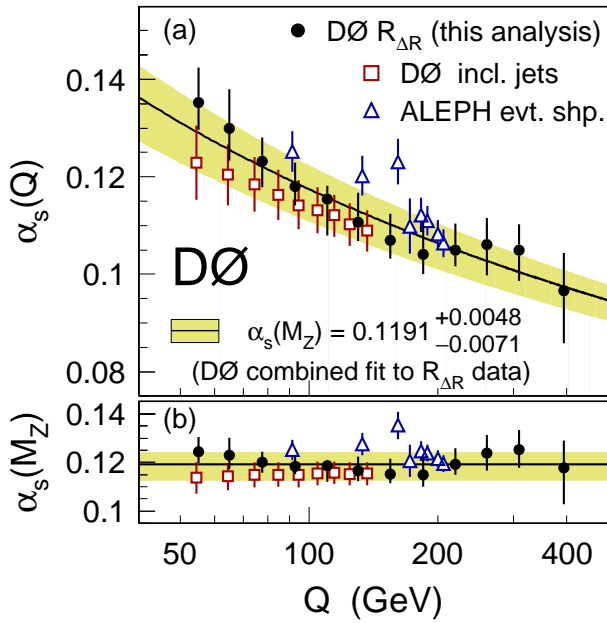 (a)
DØ R_ΔR (this analysis)
DØ incl. jets
ALEPH evt. shp.
α_s(Q)
0.14
0.12
0.1
0.08
DØ
α_s(M_Z) = 0.1191 +0.0048 −0.0071
(DØ combined fit to R_ΔR data)
(b)
α_s(M_Z)
0.14
0.12
0.1
50 100 200 400
Q (GeV)